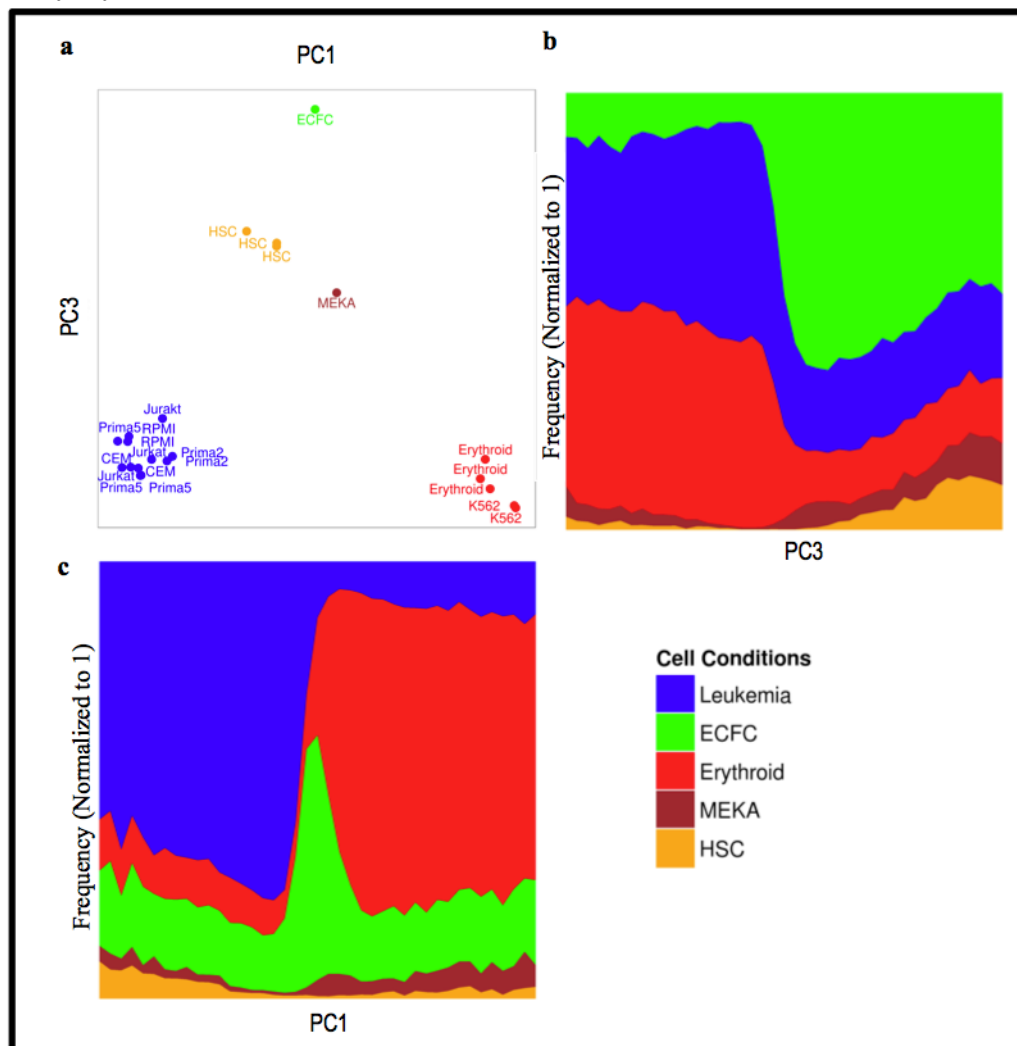 a
PC1
b
ECFC
HSC
HSC
HSC
MEKA
PC3
Jurakt
Prima5
RPMI
RPMI
CEM
Jurkat
Prima2
Prima2
Jurkat
CEM
Prima5
Prima5
Erythroid
Erythroid
Erythroid
K562
K562
Frequency (Normalized to 1)
PC3
c
Frequency (Normalized to 1)
PC1
Cell Conditions
Leukemia
ECFC
Erythroid
MEKA
HSC